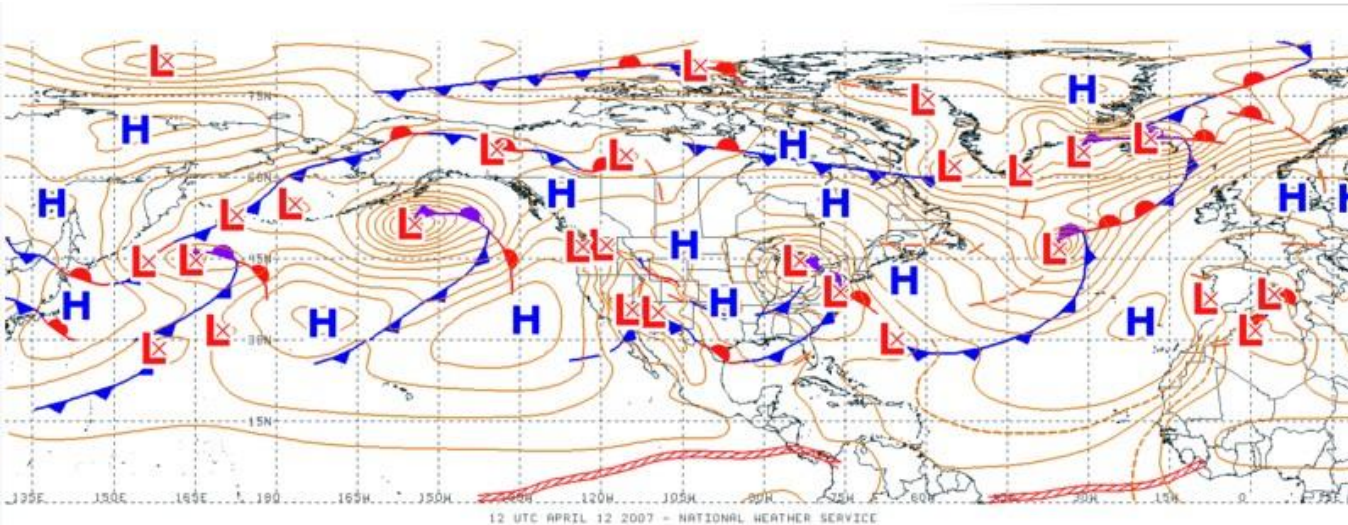 L L
75N H L
H L H L L L L L
60N
H H H H H
L L L
L L L L H L
L L 45N L
H L H
H L H L L L
L L H H H
L L L
L 30N
15N
135E 150E 165E 180 165W 150W 120W 105W 90W 75W 60W 30W 15W 0
12 UTC APRIL 12 2007 - NATIONAL WEATHER SERVICE